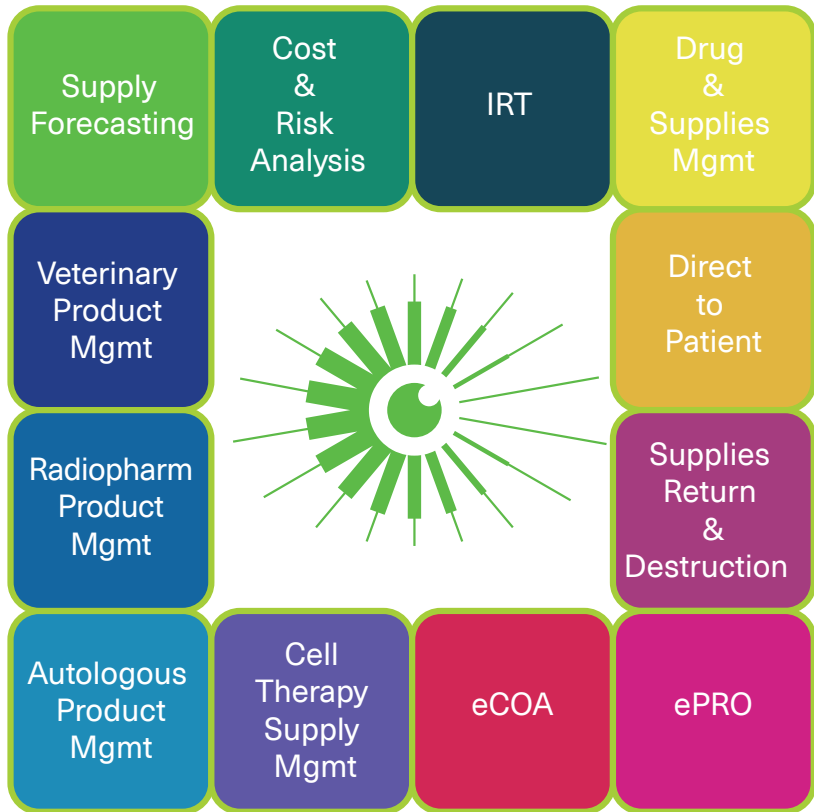 Supply
Forecasting
Cost
&
Risk
Analysis
IRT
Drug
&
Supplies
Mgmt
Veterinary
Product
Mgmt
Direct
to
Patient
Radiopharm
Product
Mgmt
Supplies
Return
&
Destruction
Autologous
Product
Mgmt
Cell
Therapy
Supply
Mgmt
eCOA
ePRO